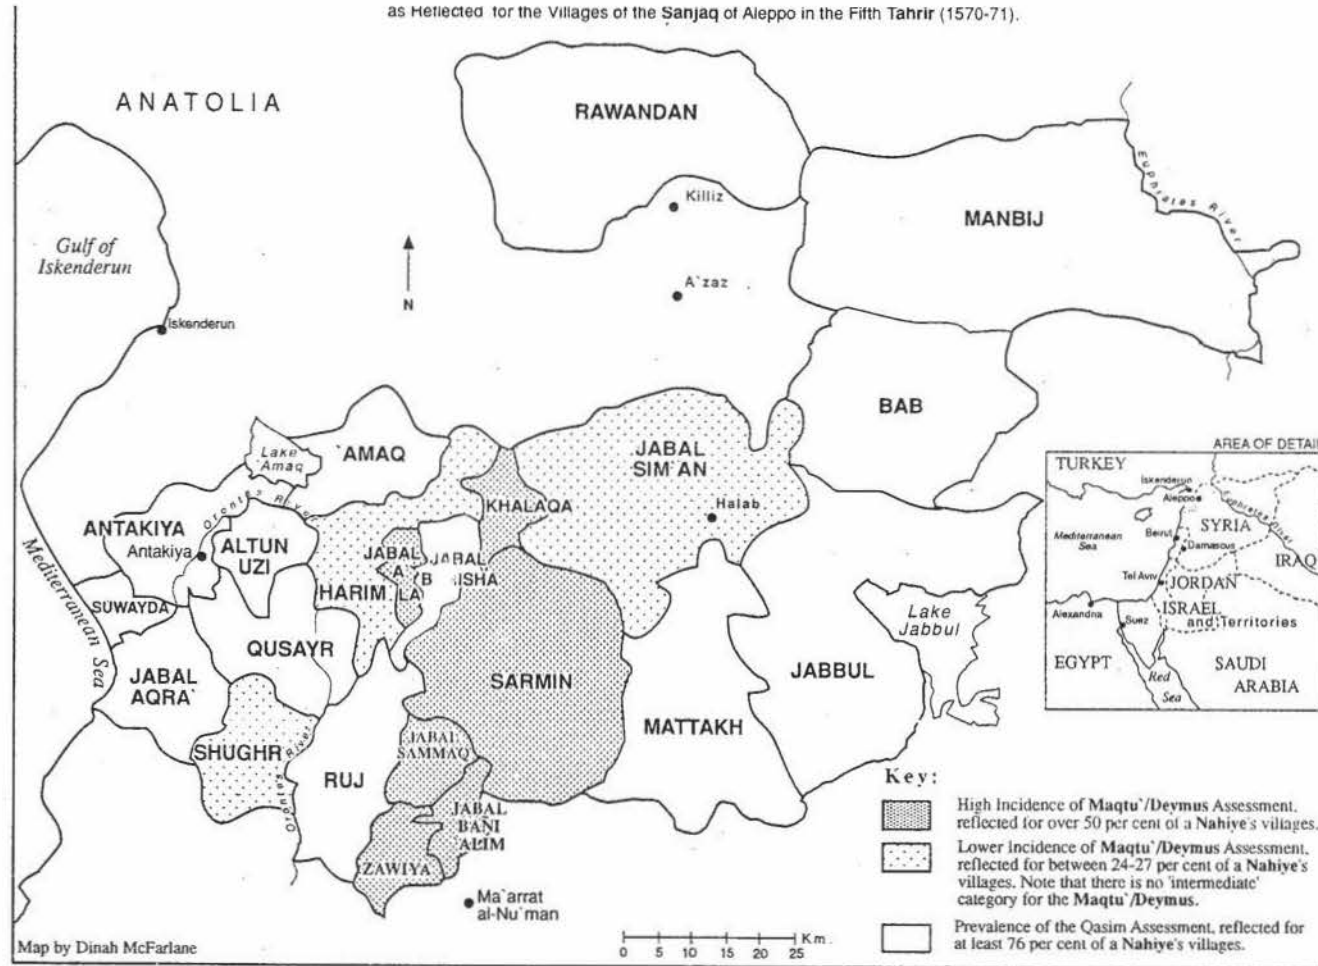 as Reflected for the Villages of the Sanjaq of Aleppo in the Fifth Tahrir (1570-71).
ANATOLIA
RAWANDAN
Killiz
MANBIJ
Euphrates River
Gulf of
Iskenderun
N
A`zaz
Iskenderun
BAB
Lake
Amaq
`AMAQ
JABAL
SIM`AN
KHALAQA
Halab
Orontes River
ANTAKIYA
Antakiya
ALTUN
UZI
JABAL
A
B
LA
JABAL
ISHA
HARIM
SUWAYDA
Mediterranean Sea
QUSAYR
JABAL
AQRA`
SARMIN
Lake
Jabbul
JABBUL
MATTAKH
SHUGHR
River
RUJ
JABAL
SAMMAQ
JABAL
BANI
ALIM
ZAWIYA
Ma`arrat
al-Nu`man
AREA OF DETAIL
TURKEY
Iskenderun
Aleppo
Euphrates River
Mediterranean
Sea
SYRIA
Beirut
Damascus
IRAQ
Tel Aviv
JORDAN
Alexandria
ISRAEL
and Territories
Suez
EGYPT
Red
Sea
SAUDI
ARABIA
Key:
High Incidence of Maqtu`/Deymus Assessment,
reflected for over 50 per cent of a Nahiye's villages.
Lower Incidence of Maqtu`/Deymus Assessment,
reflected for between 24-27 per cent of a Nahiye's
villages. Note that there is no 'intermediate'
category for the Maqtu`/Deymus.
Prevalence of the Qasim Assessment, reflected for
at least 76 per cent of a Nahiye's villages.
Km.
0 5 10 15 20 25
Map by Dinah McFarlane